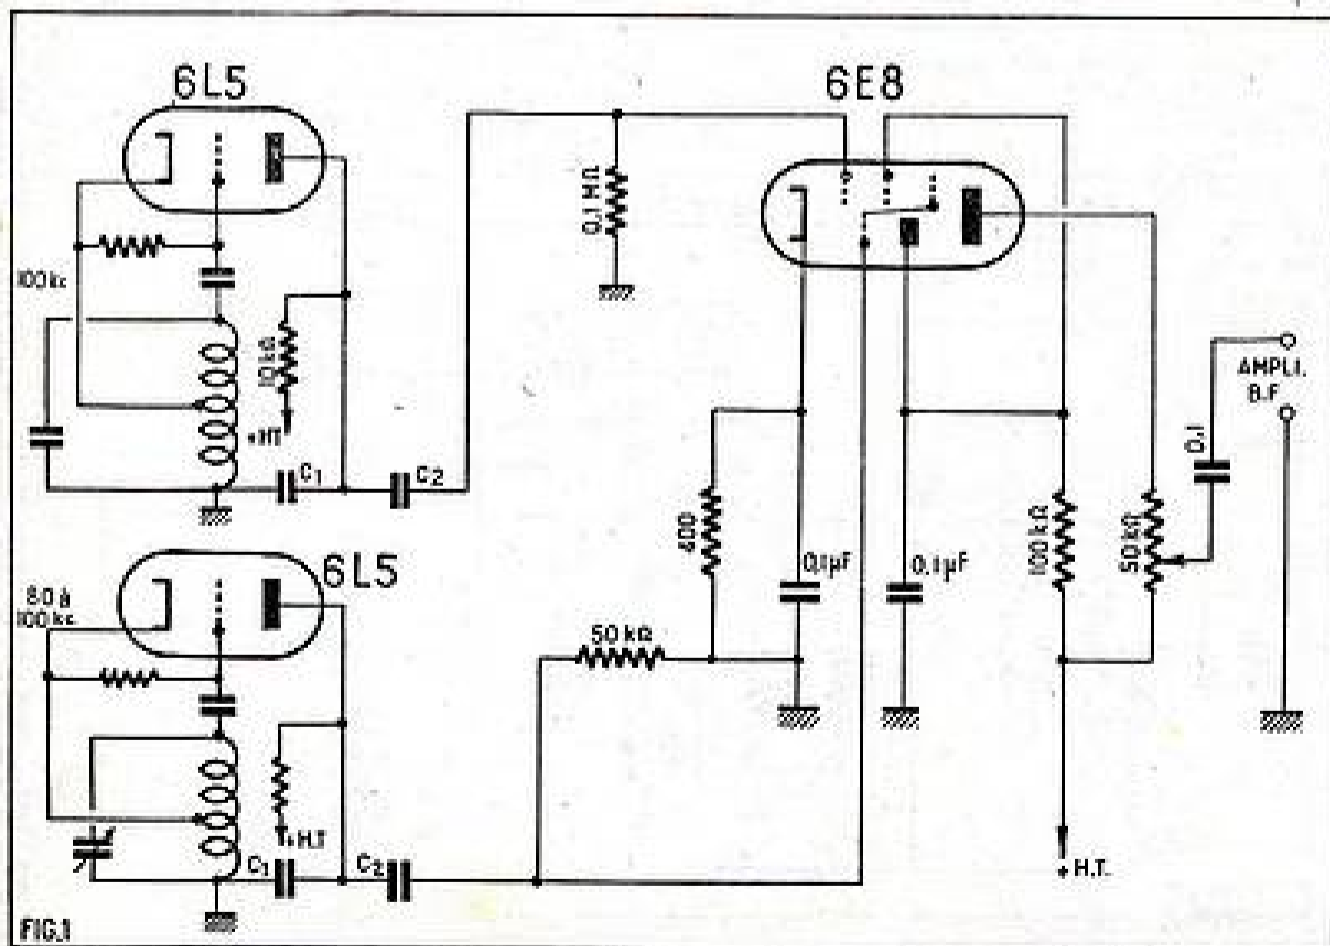 6L5
6E8
100 kc
0.1 MΩ
10 kΩ
+HT
C1
C2
AMPLI.
B.F
0.1
400
0,1µF
0.1µF
100 kΩ
50 kΩ
6L5
80 à
100 kc
50 kΩ
+H.T
C1
C2
+ H.T.
FIG.1